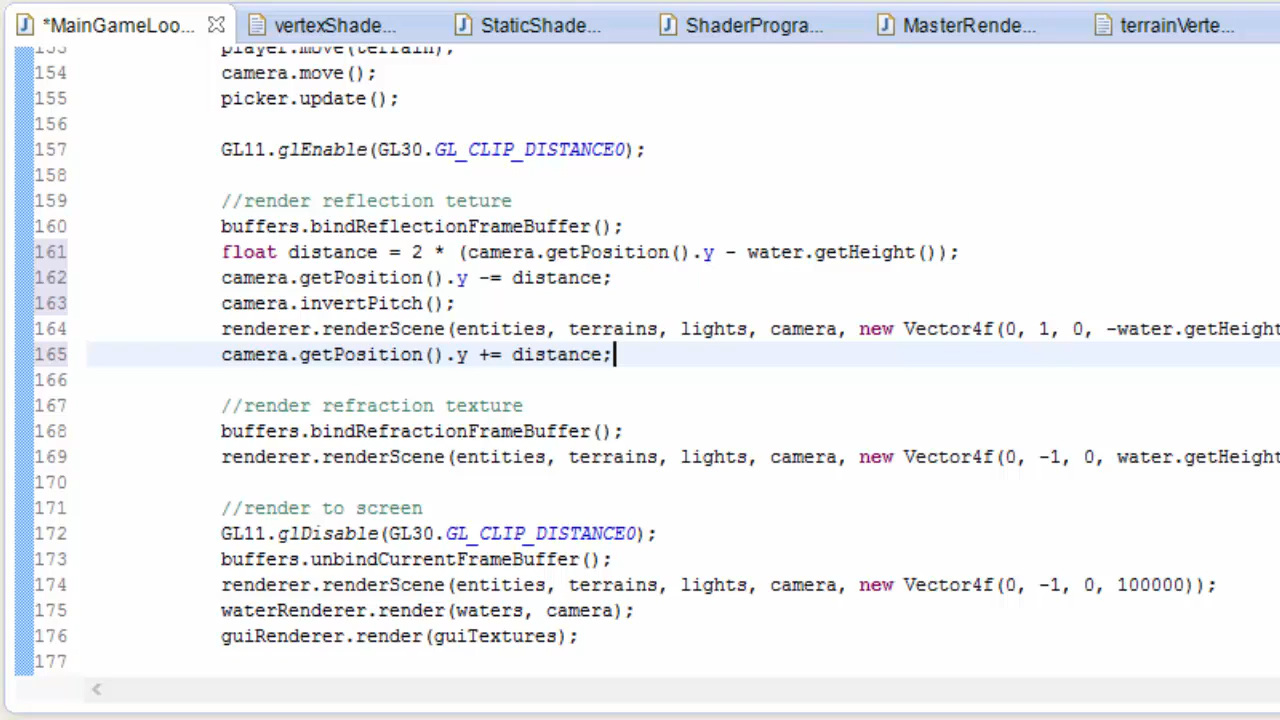 *MainGameLoo... vertexShade... StaticShade... ShaderProgra... MasterRende... terrainVerte...
153 player.move(terrain);
154 camera.move();
155 picker.update();
156
157 GL11.glEnable(GL30.GL_CLIP_DISTANCE0);
158
159 //render reflection teture
160 buffers.bindReflectionFrameBuffer();
161 float distance = 2 * (camera.getPosition().y - water.getHeight());
162 camera.getPosition().y -= distance;
163 camera.invertPitch();
164 renderer.renderScene(entities, terrains, lights, camera, new Vector4f(0, 1, 0, -water.getHeight
165 camera.getPosition().y += distance;
166
167 //render refraction texture
168 buffers.bindRefractionFrameBuffer();
169 renderer.renderScene(entities, terrains, lights, camera, new Vector4f(0, -1, 0, water.getHeight
170
171 //render to screen
172 GL11.glDisable(GL30.GL_CLIP_DISTANCE0);
173 buffers.unbindCurrentFrameBuffer();
174 renderer.renderScene(entities, terrains, lights, camera, new Vector4f(0, -1, 0, 100000));
175 waterRenderer.render(waters, camera);
176 guiRenderer.render(guiTextures);
177